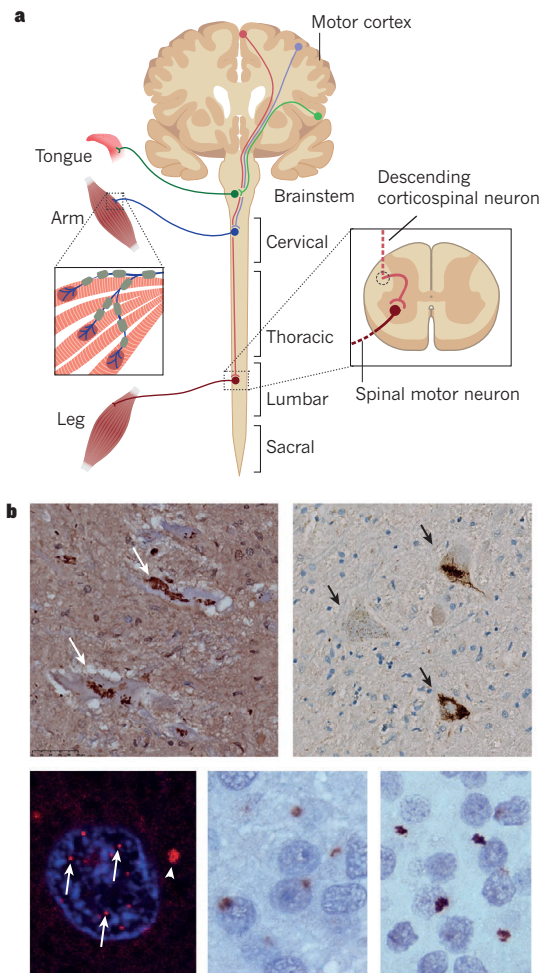 a
Motor cortex
Tongue
Brainstem
Descending
corticospinal neuron
Arm
Cervical
Thoracic
Spinal motor neuron
Leg
Lumbar
Sacral
b